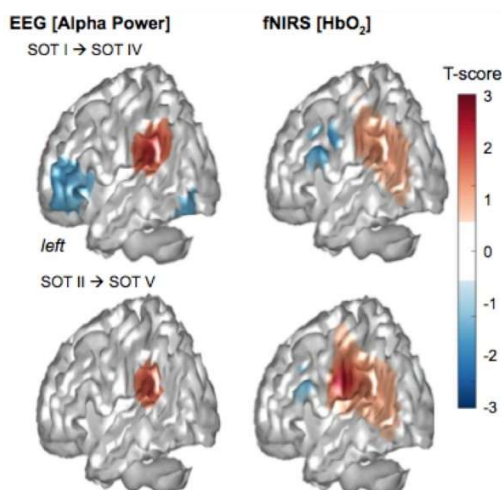 EEG [Alpha Power] fNIRS [HbO₂]
SOT I → SOT IV
T-score
3
2
1
0
-1
-2
-3
left
SOT II → SOT V